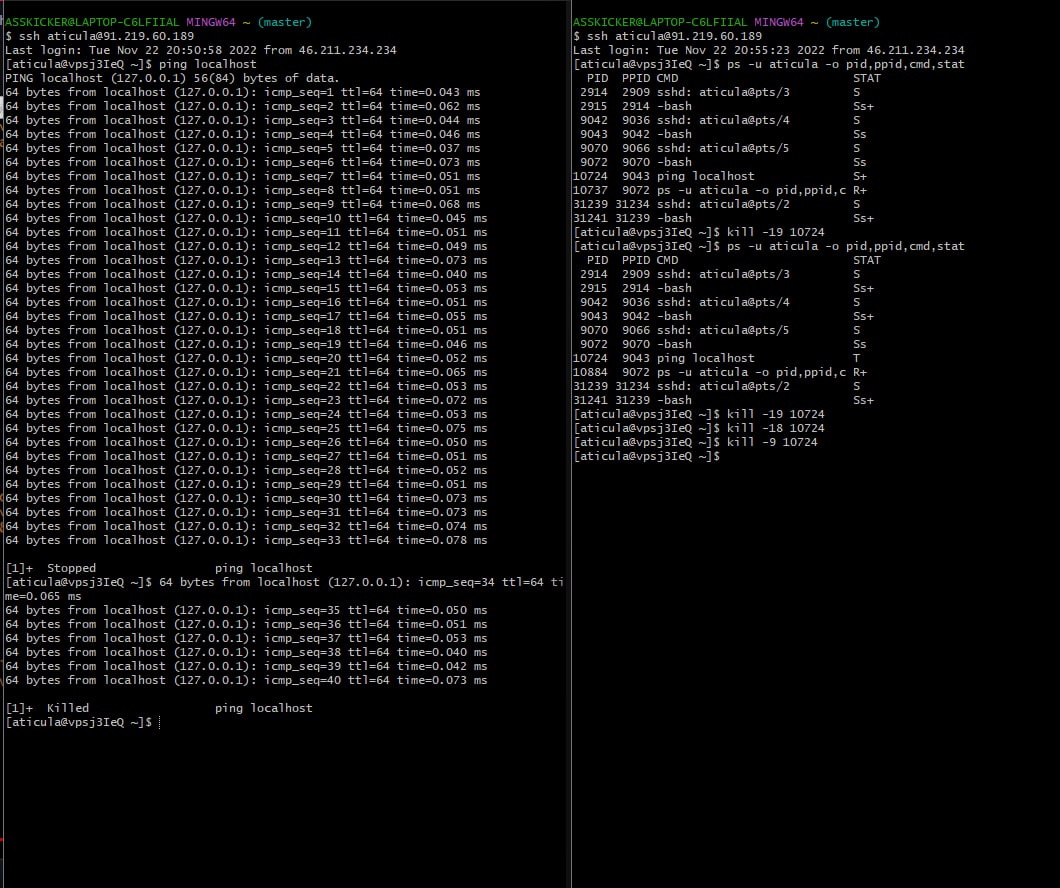 ASSKICKER@LAPTOP-C6LFIIAL MINGW64 ~ (master)
$ ssh aticula@91.219.60.189
Last login: Tue Nov 22 20:50:58 2022 from 46.211.234.234
[aticula@vpsj3IeQ ~]$ ping localhost
PING localhost (127.0.0.1) 56(84) bytes of data.
64 bytes from localhost (127.0.0.1): icmp_seq=1 ttl=64 time=0.043 ms
64 bytes from localhost (127.0.0.1): icmp_seq=2 ttl=64 time=0.062 ms
64 bytes from localhost (127.0.0.1): icmp_seq=3 ttl=64 time=0.044 ms
64 bytes from localhost (127.0.0.1): icmp_seq=4 ttl=64 time=0.046 ms
64 bytes from localhost (127.0.0.1): icmp_seq=5 ttl=64 time=0.037 ms
64 bytes from localhost (127.0.0.1): icmp_seq=6 ttl=64 time=0.073 ms
64 bytes from localhost (127.0.0.1): icmp_seq=7 ttl=64 time=0.051 ms
64 bytes from localhost (127.0.0.1): icmp_seq=8 ttl=64 time=0.051 ms
64 bytes from localhost (127.0.0.1): icmp_seq=9 ttl=64 time=0.068 ms
64 bytes from localhost (127.0.0.1): icmp_seq=10 ttl=64 time=0.045 ms
64 bytes from localhost (127.0.0.1): icmp_seq=11 ttl=64 time=0.051 ms
64 bytes from localhost (127.0.0.1): icmp_seq=12 ttl=64 time=0.049 ms
64 bytes from localhost (127.0.0.1): icmp_seq=13 ttl=64 time=0.073 ms
64 bytes from localhost (127.0.0.1): icmp_seq=14 ttl=64 time=0.040 ms
64 bytes from localhost (127.0.0.1): icmp_seq=15 ttl=64 time=0.053 ms
64 bytes from localhost (127.0.0.1): icmp_seq=16 ttl=64 time=0.051 ms
64 bytes from localhost (127.0.0.1): icmp_seq=17 ttl=64 time=0.055 ms
64 bytes from localhost (127.0.0.1): icmp_seq=18 ttl=64 time=0.051 ms
64 bytes from localhost (127.0.0.1): icmp_seq=19 ttl=64 time=0.046 ms
64 bytes from localhost (127.0.0.1): icmp_seq=20 ttl=64 time=0.052 ms
64 bytes from localhost (127.0.0.1): icmp_seq=21 ttl=64 time=0.065 ms
64 bytes from localhost (127.0.0.1): icmp_seq=22 ttl=64 time=0.053 ms
64 bytes from localhost (127.0.0.1): icmp_seq=23 ttl=64 time=0.072 ms
64 bytes from localhost (127.0.0.1): icmp_seq=24 ttl=64 time=0.053 ms
64 bytes from localhost (127.0.0.1): icmp_seq=25 ttl=64 time=0.075 ms
64 bytes from localhost (127.0.0.1): icmp_seq=26 ttl=64 time=0.050 ms
64 bytes from localhost (127.0.0.1): icmp_seq=27 ttl=64 time=0.051 ms
64 bytes from localhost (127.0.0.1): icmp_seq=28 ttl=64 time=0.052 ms
64 bytes from localhost (127.0.0.1): icmp_seq=29 ttl=64 time=0.051 ms
64 bytes from localhost (127.0.0.1): icmp_seq=30 ttl=64 time=0.073 ms
64 bytes from localhost (127.0.0.1): icmp_seq=31 ttl=64 time=0.073 ms
64 bytes from localhost (127.0.0.1): icmp_seq=32 ttl=64 time=0.074 ms
64 bytes from localhost (127.0.0.1): icmp_seq=33 ttl=64 time=0.078 ms
[1]+  Stopped                 ping localhost
[aticula@vpsj3IeQ ~]$ 64 bytes from localhost (127.0.0.1): icmp_seq=34 ttl=64 ti
me=0.065 ms
64 bytes from localhost (127.0.0.1): icmp_seq=35 ttl=64 time=0.050 ms
64 bytes from localhost (127.0.0.1): icmp_seq=36 ttl=64 time=0.051 ms
64 bytes from localhost (127.0.0.1): icmp_seq=37 ttl=64 time=0.053 ms
64 bytes from localhost (127.0.0.1): icmp_seq=38 ttl=64 time=0.040 ms
64 bytes from localhost (127.0.0.1): icmp_seq=39 ttl=64 time=0.042 ms
64 bytes from localhost (127.0.0.1): icmp_seq=40 ttl=64 time=0.073 ms
[1]+  Killed                  ping localhost
[aticula@vpsj3IeQ ~]$
ASSKICKER@LAPTOP-C6LFIIAL MINGW64 ~ (master)
$ ssh aticula@91.219.60.189
Last login: Tue Nov 22 20:55:23 2022 from 46.211.234.234
[aticula@vpsj3IeQ ~]$ ps -u aticula -o pid,ppid,cmd,stat
  PID  PPID CMD                         STAT
 2914  2909 sshd: aticula@pts/3         S
 2915  2914 -bash                       Ss+
 9042  9036 sshd: aticula@pts/4         S
 9043  9042 -bash                       Ss
 9070  9066 sshd: aticula@pts/5         S
 9072  9070 -bash                       Ss
10724  9043 ping localhost              S+
10737  9072 ps -u aticula -o pid,ppid,c R+
31239 31234 sshd: aticula@pts/2         S
31241 31239 -bash                       Ss+
[aticula@vpsj3IeQ ~]$ kill -19 10724
[aticula@vpsj3IeQ ~]$ ps -u aticula -o pid,ppid,cmd,stat
  PID  PPID CMD                         STAT
 2914  2909 sshd: aticula@pts/3         S
 2915  2914 -bash                       Ss+
 9042  9036 sshd: aticula@pts/4         S
 9043  9042 -bash                       Ss+
 9070  9066 sshd: aticula@pts/5         S
 9072  9070 -bash                       Ss
10724  9043 ping localhost              T
10884  9072 ps -u aticula -o pid,ppid,c R+
31239 31234 sshd: aticula@pts/2         S
31241 31239 -bash                       Ss+
[aticula@vpsj3IeQ ~]$ kill -19 10724
[aticula@vpsj3IeQ ~]$ kill -18 10724
[aticula@vpsj3IeQ ~]$ kill -9 10724
[aticula@vpsj3IeQ ~]$